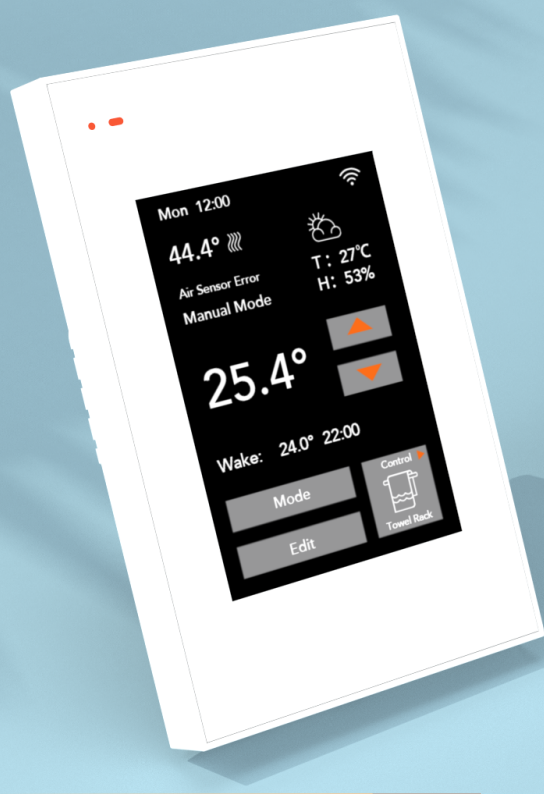 Mon 12:00
44.4°
T: 27°C
H: 53%
Air Sensor Error
Manual Mode
25.4°
Wake: 24.0° 22:00
Mode
Edit
Control
Towel Rack